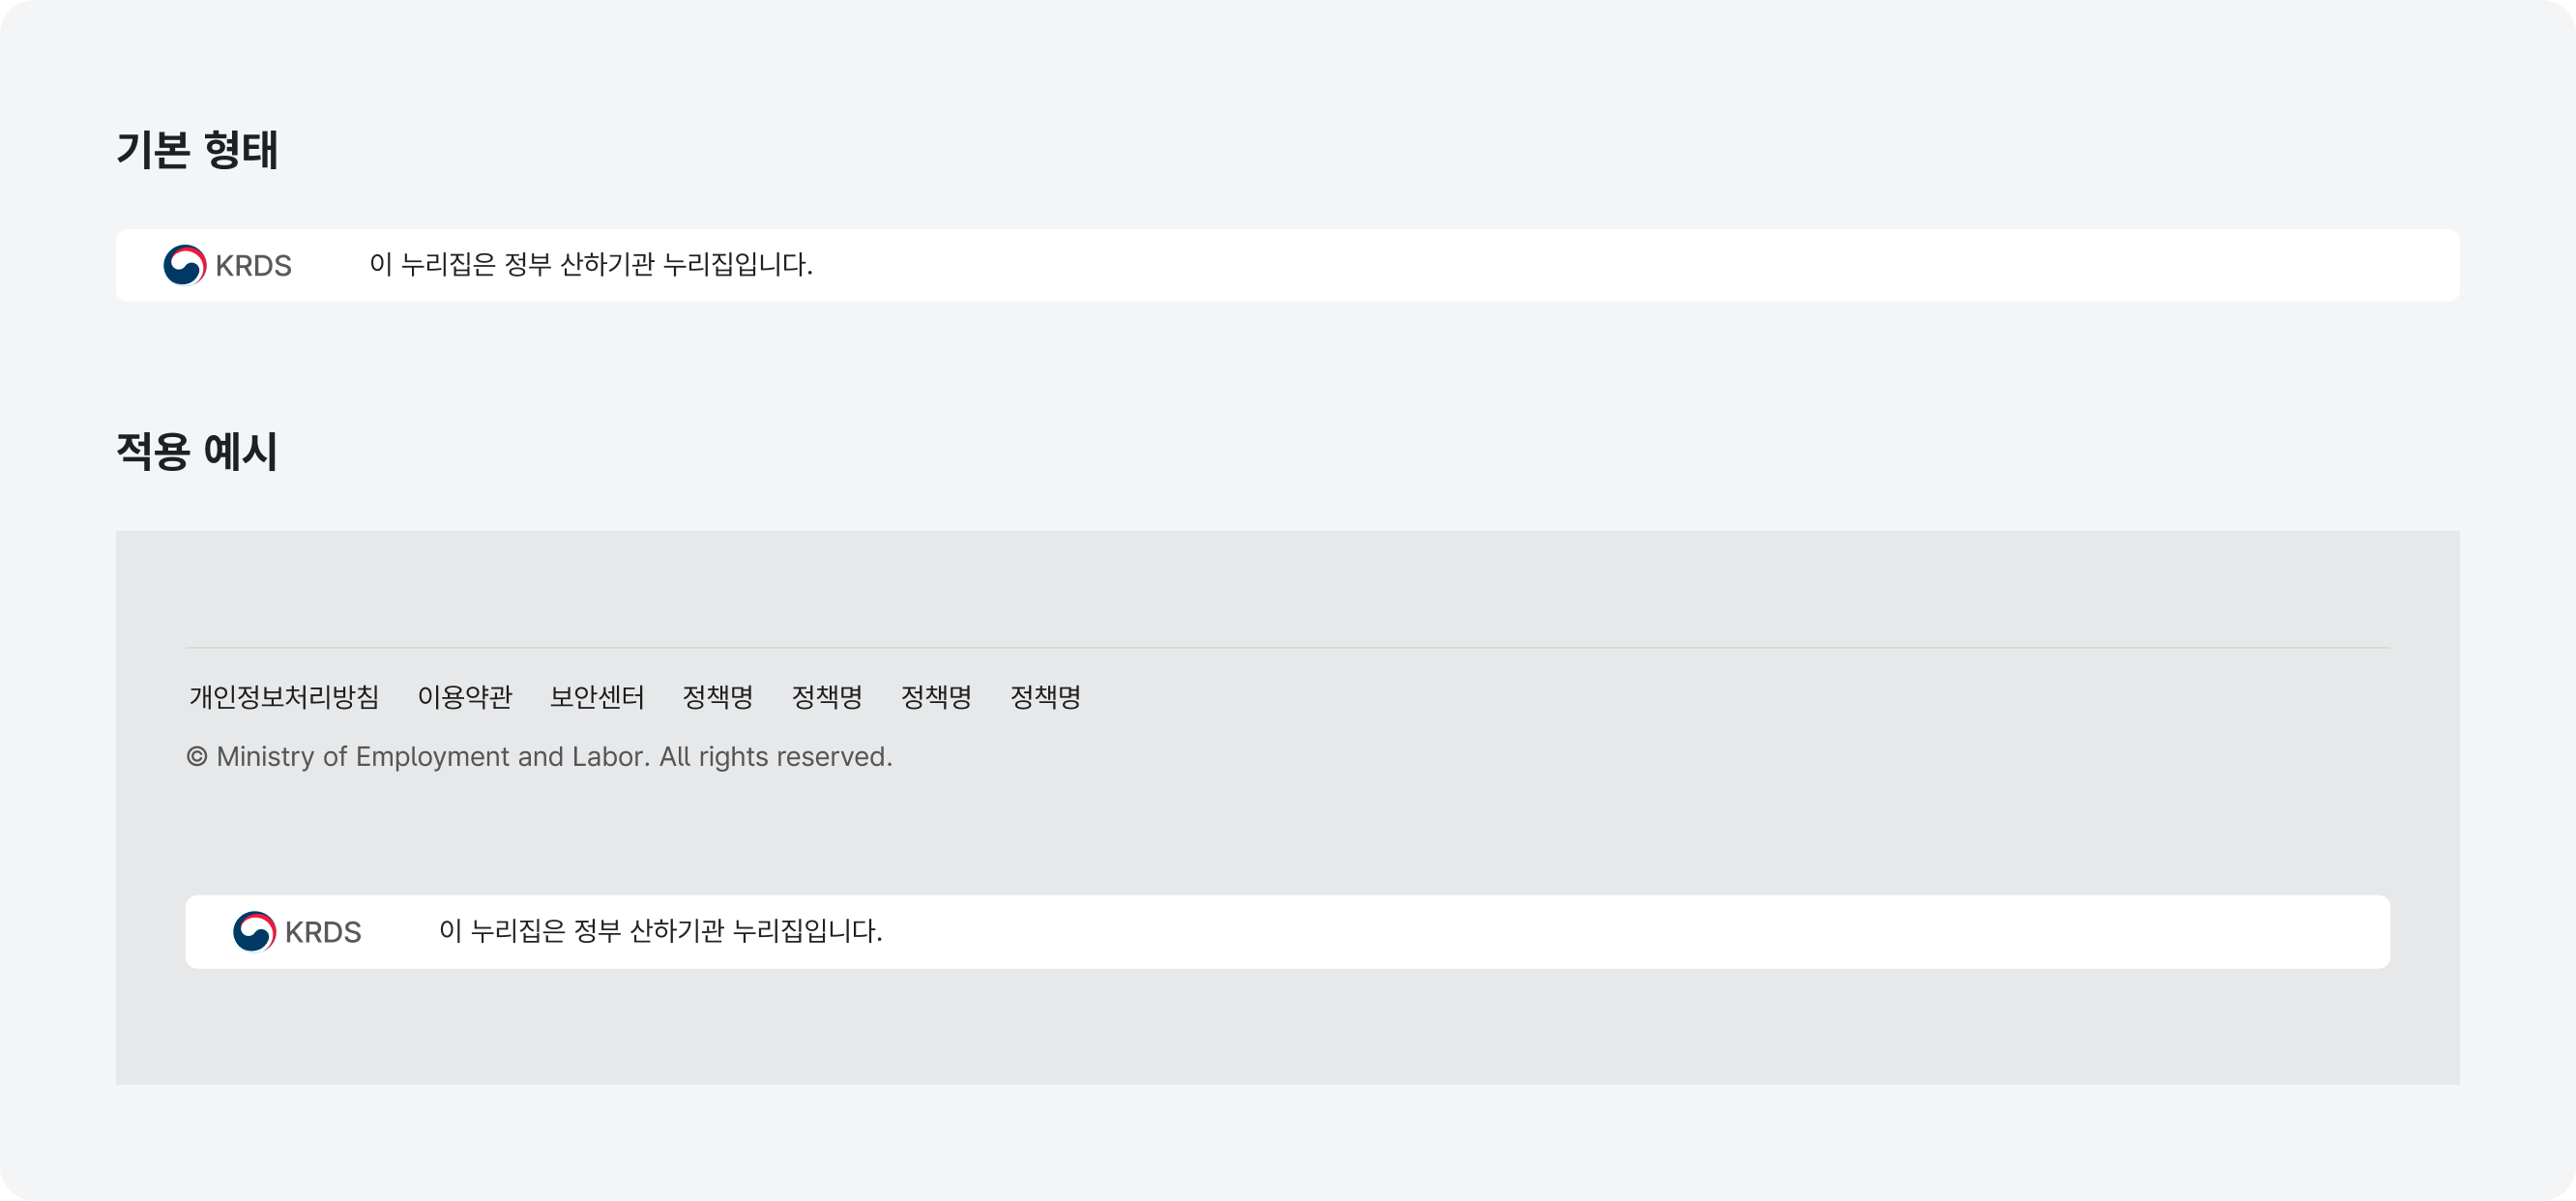 기본 형태
KRDS 이 누리집은 정부 산하기관 누리집입니다.
적용 예시
개인정보처리방침 이용약관 보안센터 정책명 정책명 정책명 정책명
© Ministry of Employment and Labor. All rights reserved.
KRDS 이 누리집은 정부 산하기관 누리집입니다.